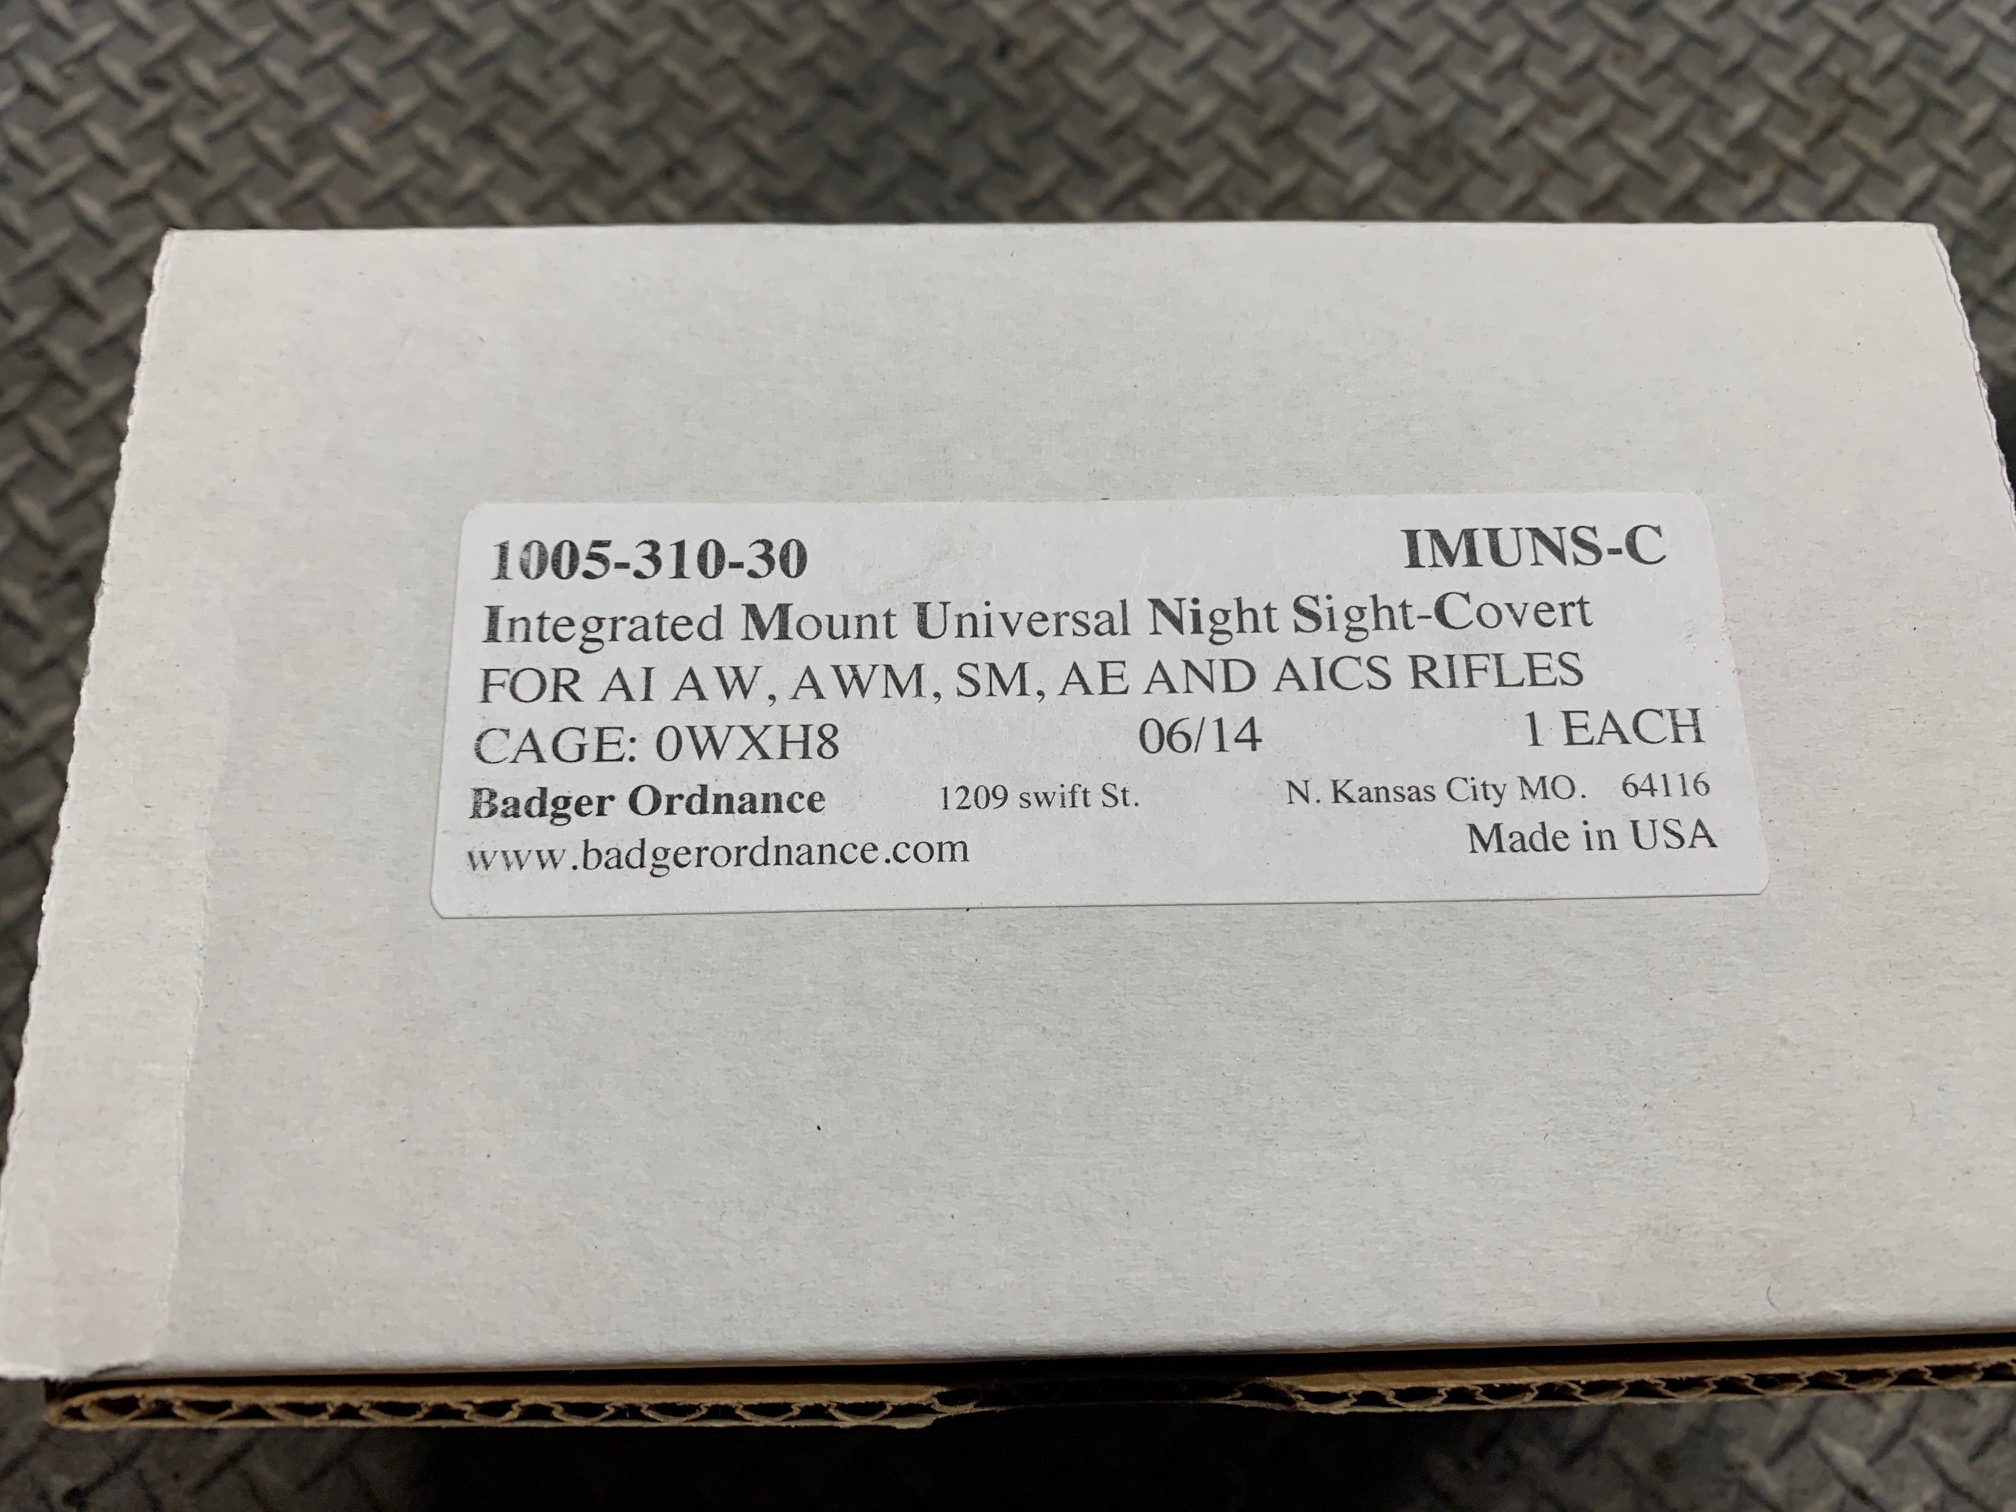 1005-310-30 IMUNS-C
Integrated Mount Universal Night Sight-Covert
FOR AI AW, AWM, SM, AE AND AICS RIFLES
CAGE: 0WXH8 06/14 1 EACH
Badger Ordnance 1209 swift St. N. Kansas City MO. 64116
www.badgerordnance.com Made in USA